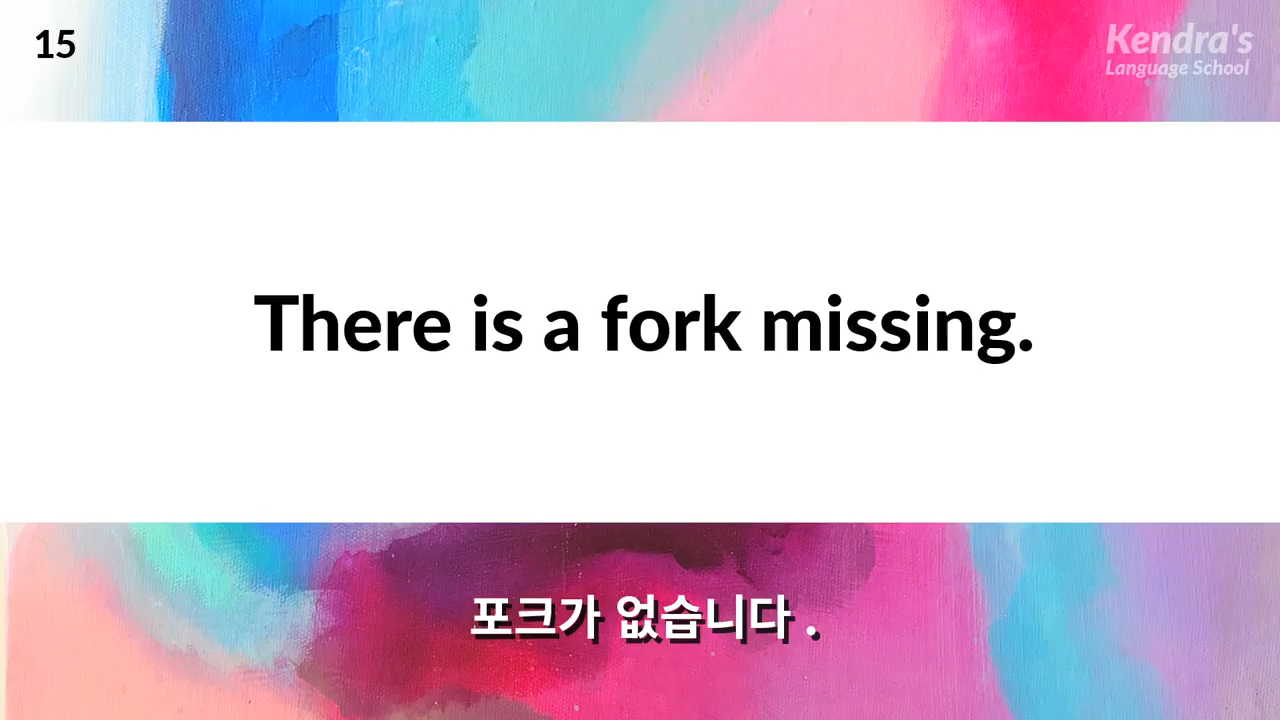 15
Kendra's
Language School
There is a fork missing.
포크가 없습니다 .